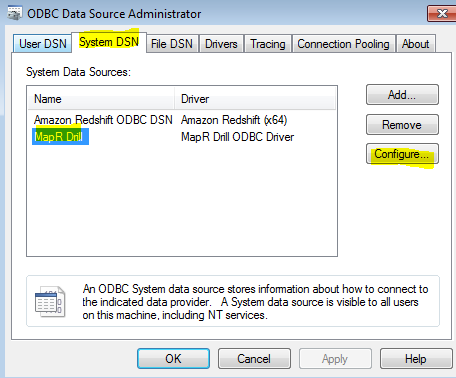 ODBC Data Source Administrator
User DSN System DSN File DSN Drivers Tracing Connection Pooling About
System Data Sources:
Name Driver
Amazon Redshift ODBC DSN Amazon Redshift (x64)
MapR Drill MapR Drill ODBC Driver
Add...
Remove
Configure...
An ODBC System data source stores information about how to connect to
the indicated data provider. A System data source is visible to all users
on this machine, including NT services.
OK Cancel Apply Help